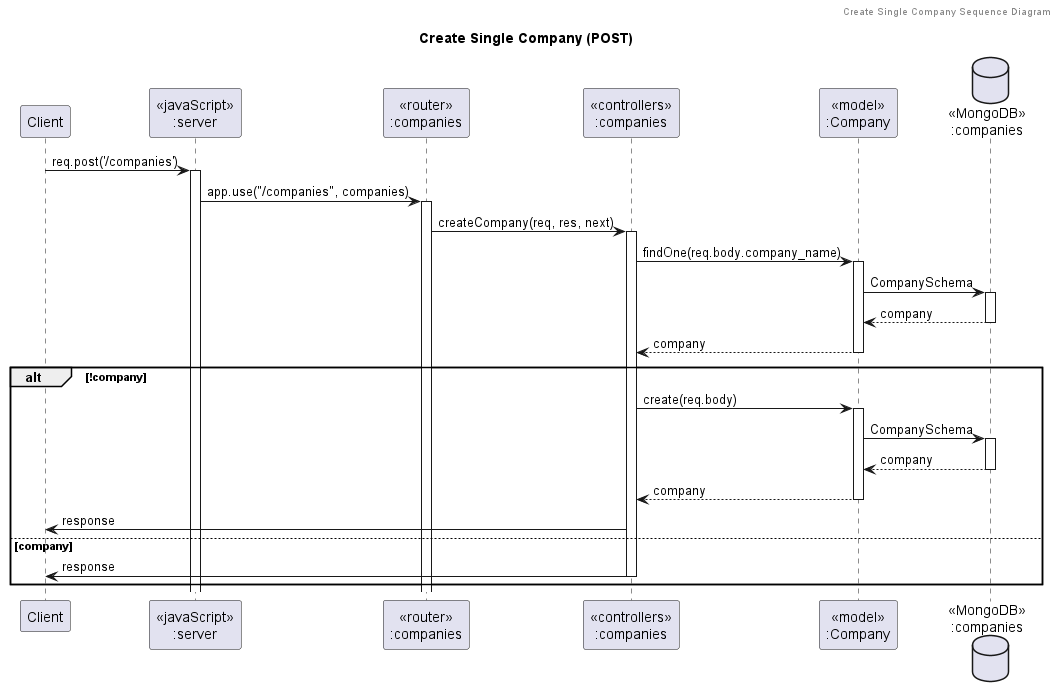 Create Single Company Sequence Diagram
Create Single Company (POST)
Client
«javaScript»
:server
«router»
:companies
«controllers»
:companies
«model»
:Company
«MongoDB»
:companies
req.post('/companies')
app.use("/companies", companies)
createCompany(req, res, next)
findOne(req.body.company_name)
CompanySchema
company
company
alt
[!company]
create(req.body)
CompanySchema
company
company
response
[company]
response
Client
«javaScript»
:server
«router»
:companies
«controllers»
:companies
«model»
:Company
«MongoDB»
:companies